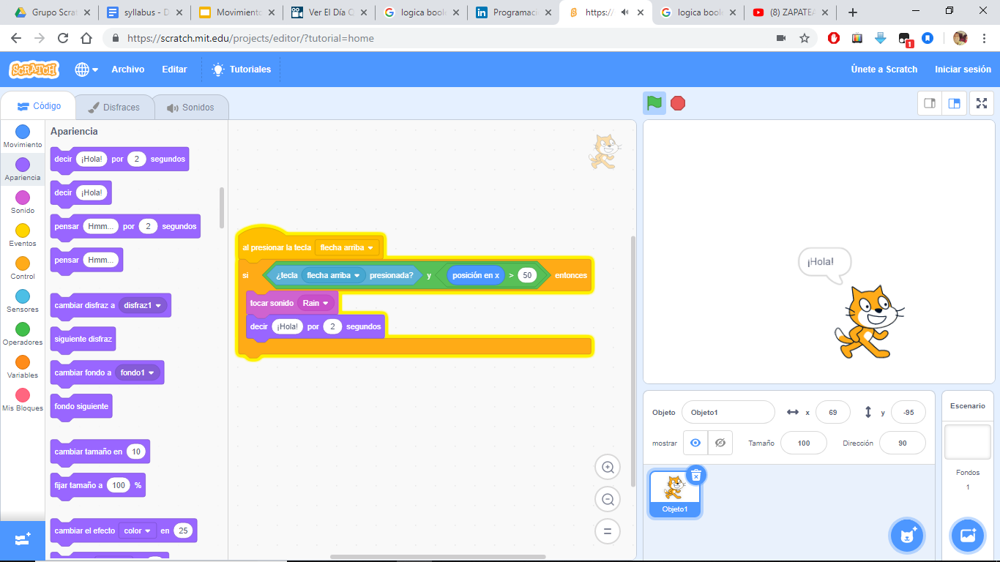 Grupo Scrat
syllabus - D
Movimiento
Ver El Día Q
logica boole
Programaci
https:/
logica boole
(8) ZAPATEA
https://scratch.mit.edu/projects/editor/?tutorial=home
1
SCRATCH
Archivo
Editar
Tutoriales
Únete a Scratch
Iniciar sesión
Código
Disfraces
Sonidos
Movimiento
Apariencia
Sonido
Eventos
Control
Sensores
Operadores
Variables
Mis Bloques
Apariencia
decir ¡Hola! por 2 segundos
decir ¡Hola!
pensar Hmm... por 2 segundos
pensar Hmm...
cambiar disfraz a disfraz1
siguiente disfraz
cambiar fondo a fondo1
fondo siguiente
cambiar tamaño en 10
fijar tamaño a 100 %
cambiar el efecto color en 25
al presionar la tecla flecha arriba
si ¿tecla flecha arriba presionada? y posición en x > 50 entonces
tocar sonido Rain
decir ¡Hola! por 2 segundos
¡Hola!
Objeto Objeto1 x 69 y -95
mostrar Tamaño 100 Dirección 90
Objeto1
Escenario
Fondos
1